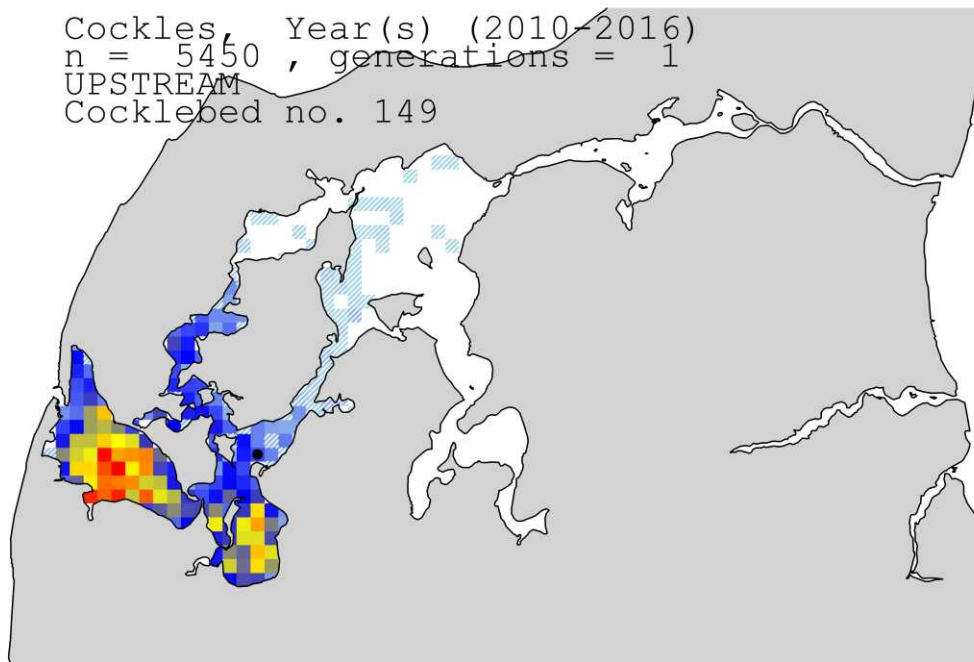 Cockles, Year(s) (2010-2016)
n = 5450 , generations = 1
UPSTREAM
Cocklebed no. 149